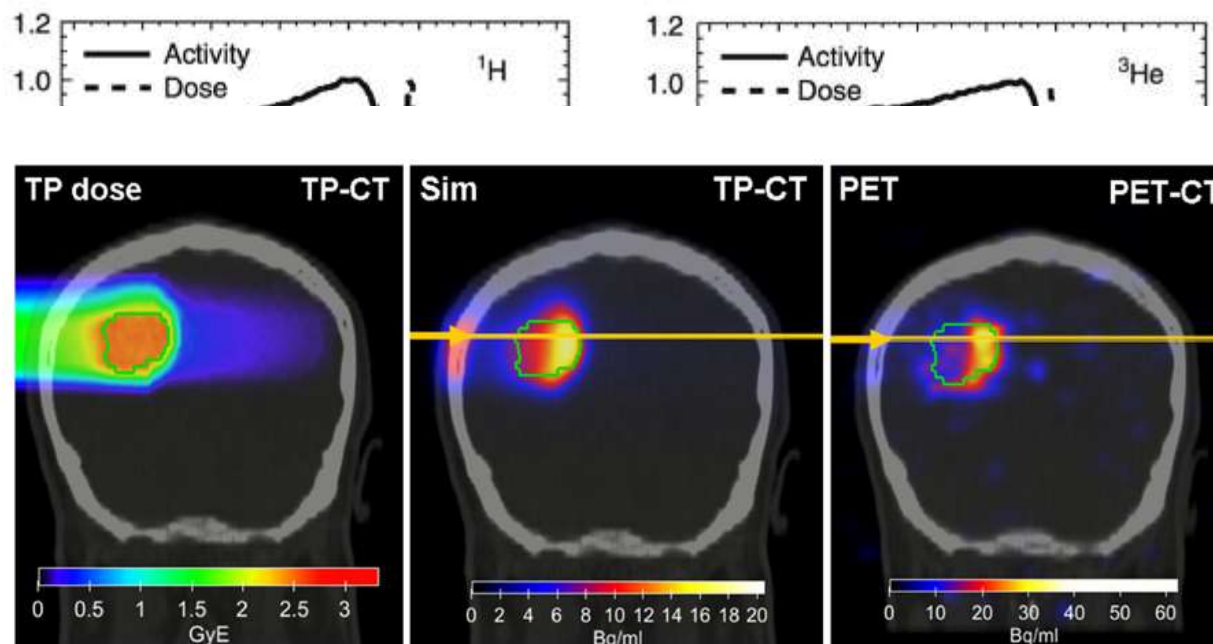 1.2
Activity
Dose
1.0
¹H
1.2
Activity
Dose
1.0
³He
TP dose TP-CT
Sim TP-CT
PET PET-CT
0 0.5 1 1.5 2 2.5 3
GyE
0 2 4 6 8 10 12 14 16 18 20
Bq/ml
0 10 20 30 40 50 60
Bq/ml